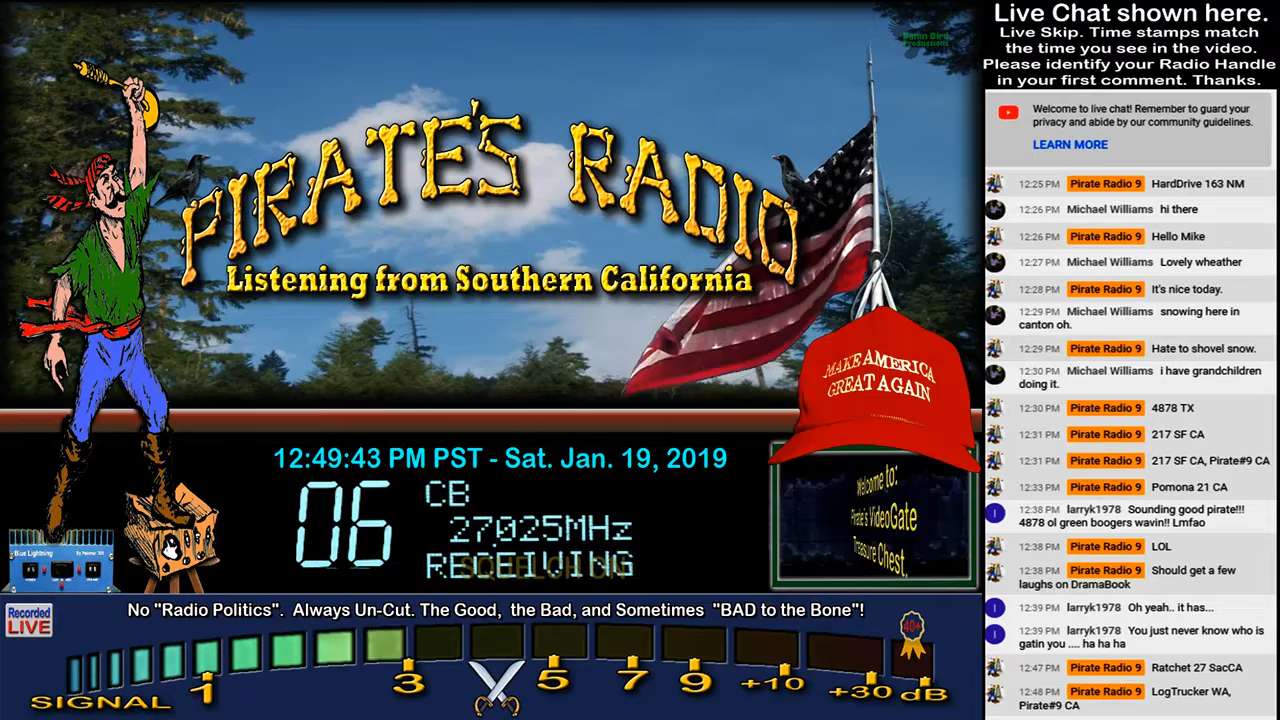 Damn Bird
Productions
PIRATE'S RADIO
Listening from Southern California
MAKE AMERICA
GREAT AGAIN
12:49:43 PM PST - Sat. Jan. 19, 2019
06
CB
27.025MHz
RECEIVING
Welcome to:
Pirate's VideoGate
Treasure Chest.
Blue Lightning
Recorded
LIVE
No "Radio Politics". Always Un-Cut. The Good, the Bad, and Sometimes "BAD to the Bone"!
40+
SIGNAL 1 3 5 7 9 +10 +30 dB
Live Chat shown here.
Live Skip. Time stamps match
the time you see in the video.
Please identify your Radio Handle
in your first comment. Thanks.
Welcome to live chat! Remember to guard your
privacy and abide by our community guidelines.
LEARN MORE
12:25 PM Pirate Radio 9 HardDrive 163 NM
12:26 PM Michael Williams hi there
12:26 PM Pirate Radio 9 Hello Mike
12:27 PM Michael Williams Lovely wheather
12:28 PM Pirate Radio 9 It's nice today.
12:29 PM Michael Williams snowing here in
canton oh.
12:29 PM Pirate Radio 9 Hate to shovel snow.
12:30 PM Michael Williams i have grandchildren
doing it.
12:30 PM Pirate Radio 9 4878 TX
12:31 PM Pirate Radio 9 217 SF CA
12:31 PM Pirate Radio 9 217 SF CA, Pirate#9 CA
12:33 PM Pirate Radio 9 Pomona 21 CA
I 12:38 PM larryk1978 Sounding good pirate!!!
4878 ol green boogers wavin!! Lmfao
12:38 PM Pirate Radio 9 LOL
12:38 PM Pirate Radio 9 Should get a few
laughs on DramaBook
I 12:39 PM larryk1978 Oh yeah.. it has...
I 12:39 PM larryk1978 You just never know who is
gatin you .... ha ha ha
12:47 PM Pirate Radio 9 Ratchet 27 SacCA
12:48 PM Pirate Radio 9 LogTrucker WA,
Pirate#9 CA